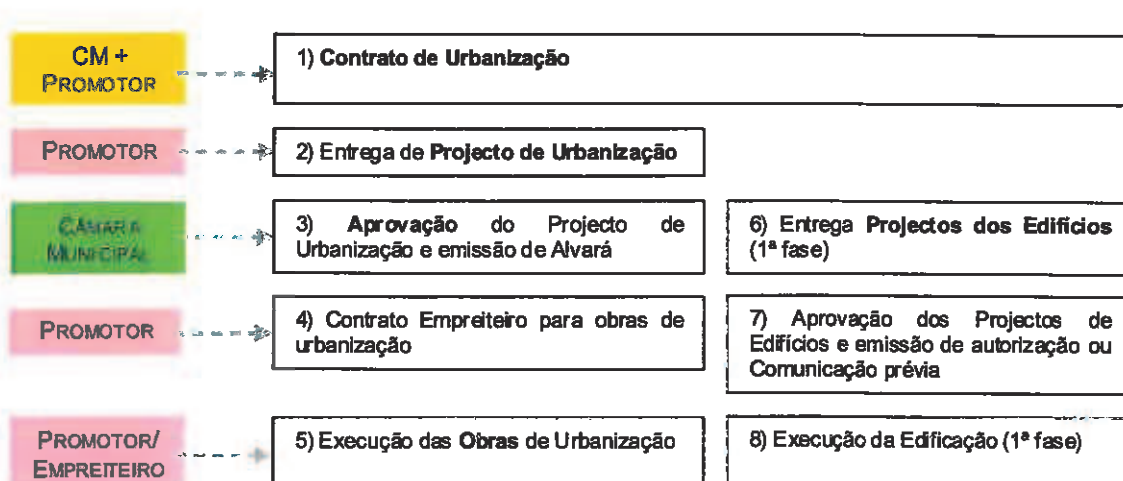 CM +
PROMOTOR
1) Contrato de Urbanização
PROMOTOR
2) Entrega de Projecto de Urbanização
CÂMARA
MUNICIPAL
3) Aprovação do Projecto de
Urbanização e emissão de Alvará
6) Entrega Projectos dos Edifícios
(1ª fase)
PROMOTOR
4) Contrato Empreiteiro para obras de
urbanização
7) Aprovação dos Projectos de
Edifícios e emissão de autorização ou
Comunicação prévia
PROMOTOR/
EMPREITEIRO
5) Execução das Obras de Urbanização
8) Execução da Edificação (1ª fase)